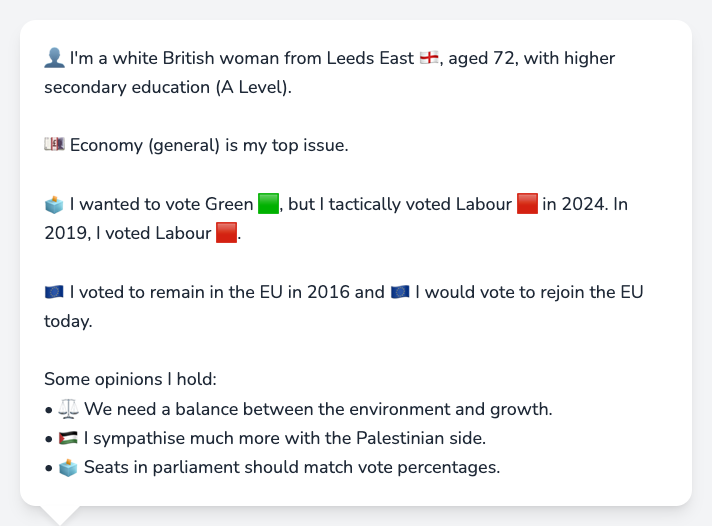 👤 I'm a white British woman from Leeds East 🏴󠁧󠁢󠁥󠁮󠁧󠁿, aged 72, with higher
secondary education (A Level).
💷 Economy (general) is my top issue.
🗳️ I wanted to vote Green 🟩, but I tactically voted Labour 🟥 in 2024. In
2019, I voted Labour 🟥.
🇪🇺 I voted to remain in the EU in 2016 and 🇪🇺 I would vote to rejoin the EU
today.
Some opinions I hold:
• ⚖️ We need a balance between the environment and growth.
• 🇵🇸 I sympathise much more with the Palestinian side.
• 🗳️ Seats in parliament should match vote percentages.